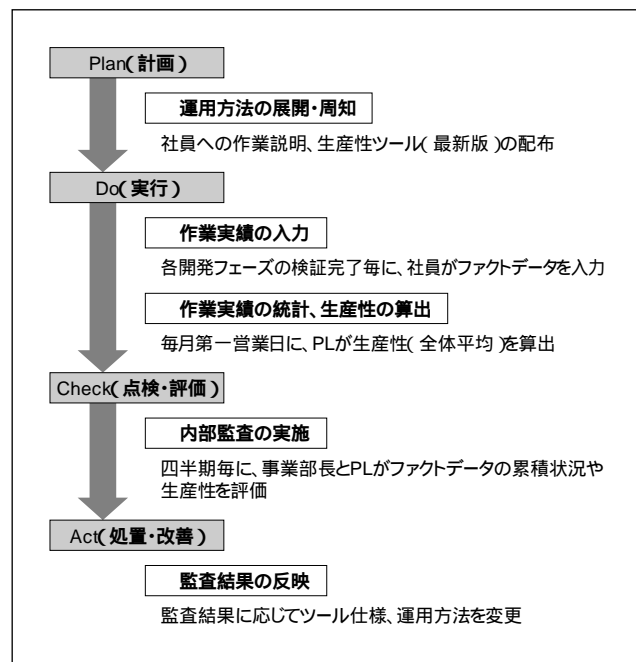 Plan(計画)
運用方法の展開・周知
社員への作業説明、生産性ツール(最新版)の配布
Do(実行)
作業実績の入力
各開発フェーズの検証完了毎に、社員がファクトデータを入力
作業実績の統計、生産性の算出
毎月第一営業日に、PLが生産性(全体平均)を算出
Check(点検・評価)
内部監査の実施
四半期毎に、事業部長とPLがファクトデータの累積状況や
生産性を評価
Act(処置・改善)
監査結果の反映
監査結果に応じてツール仕様、運用方法を変更